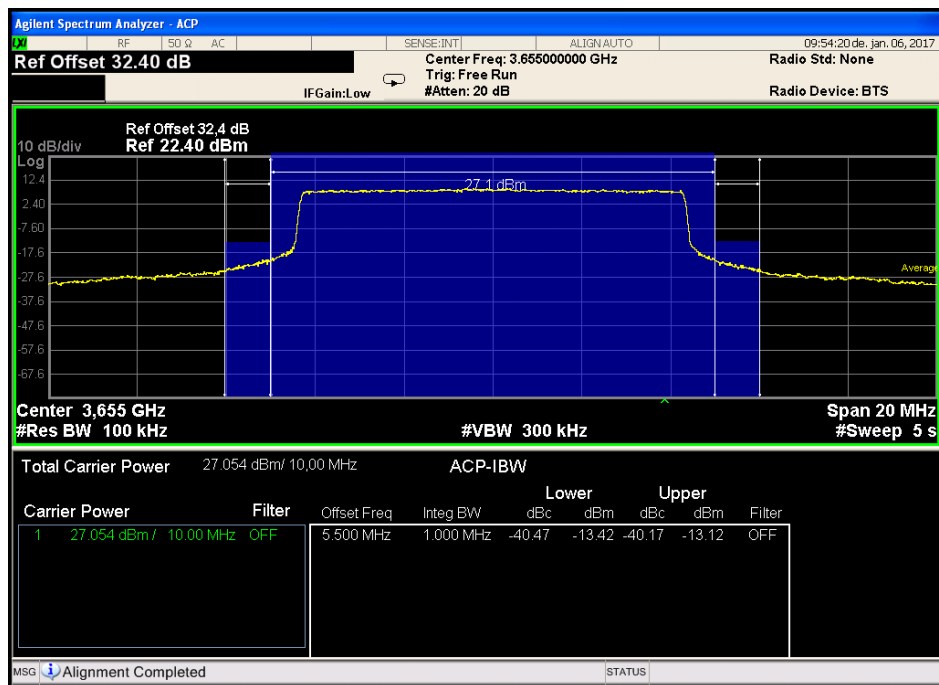 Agilent Spectrum Analyzer - ACP
LXI RF 50 Ω AC SENSE:INT ALIGN AUTO 09:54:20 de. jan. 06, 2017
Ref Offset 32.40 dB Center Freq: 3.655000000 GHz Radio Std: None
Trig: Free Run
IFGain:Low #Atten: 20 dB Radio Device: BTS
Ref Offset 32,4 dB
10 dB/div Ref 22.40 dBm
Log
12.4
27.1 dBm
2.40
-7.60
-17.6
Average
-27.6
-37.6
-47.6
-57.6
-67.6
Center 3,655 GHz Span 20 MHz
#Res BW 100 kHz #VBW 300 kHz #Sweep 5 s
Total Carrier Power 27.054 dBm/ 10,00 MHz ACP-IBW
Lower Upper
Carrier Power Filter Offset Freq Integ BW dBc dBm dBc dBm Filter
1 27.054 dBm / 10.00 MHz OFF 5.500 MHz 1.000 MHz -40.47 -13.42 -40.17 -13.12 OFF
MSG Alignment Completed STATUS